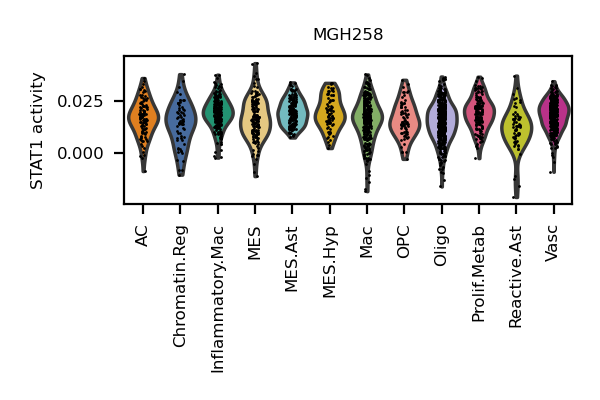 MGH258
STAT1 activity
0.025
0.000
AC
Chromatin.Reg
Inflammatory.Mac
MES
MES.Ast
MES.Hyp
Mac
OPC
Oligo
Prolif.Metab
Reactive.Ast
Vasc